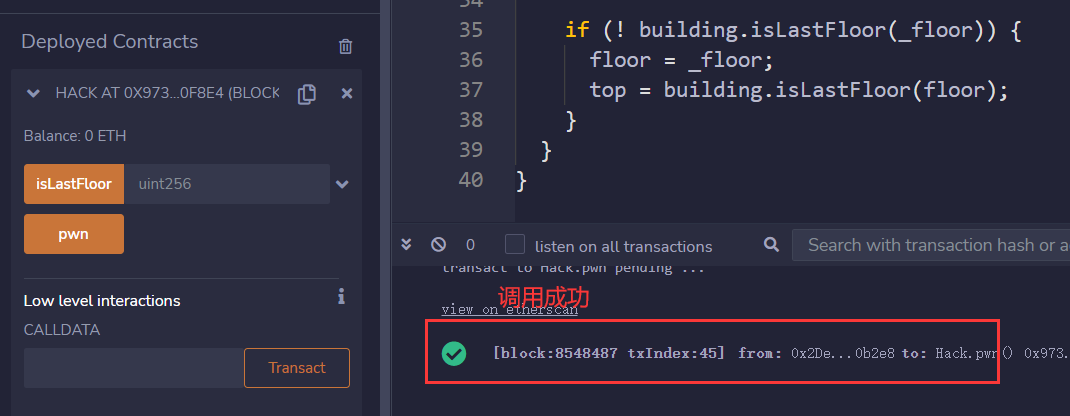 Deployed Contracts
HACK AT 0X973...0F8E4 (BLOCK
Balance: 0 ETH
isLastFloor uint256
pwn
Low level interactions
CALLDATA
Transact
34
35 if (! building.isLastFloor(_floor)) {
36 floor = _floor;
37 top = building.isLastFloor(floor);
38 }
39 }
40 }
0 listen on all transactions Search with transaction hash or a
transact to Hack.pwn pending ...
调用成功
view on etherscan
[block:8548487 txIndex:45] from: 0x2De...0b2e8 to: Hack.pwn() 0x973.